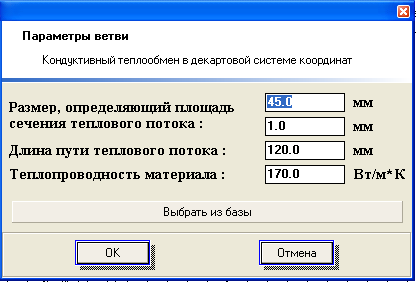 Параметры ветви
Кондуктивный теплообмен в декартовой системе координат
Размер, определяющий площадь сечения теплового потока :
45.0 мм
1.0 мм
Длина пути теплового потока : 120.0 мм
Теплопроводность материала : 170.0 Вт/м*К
Выбрать из базы
OK Отмена